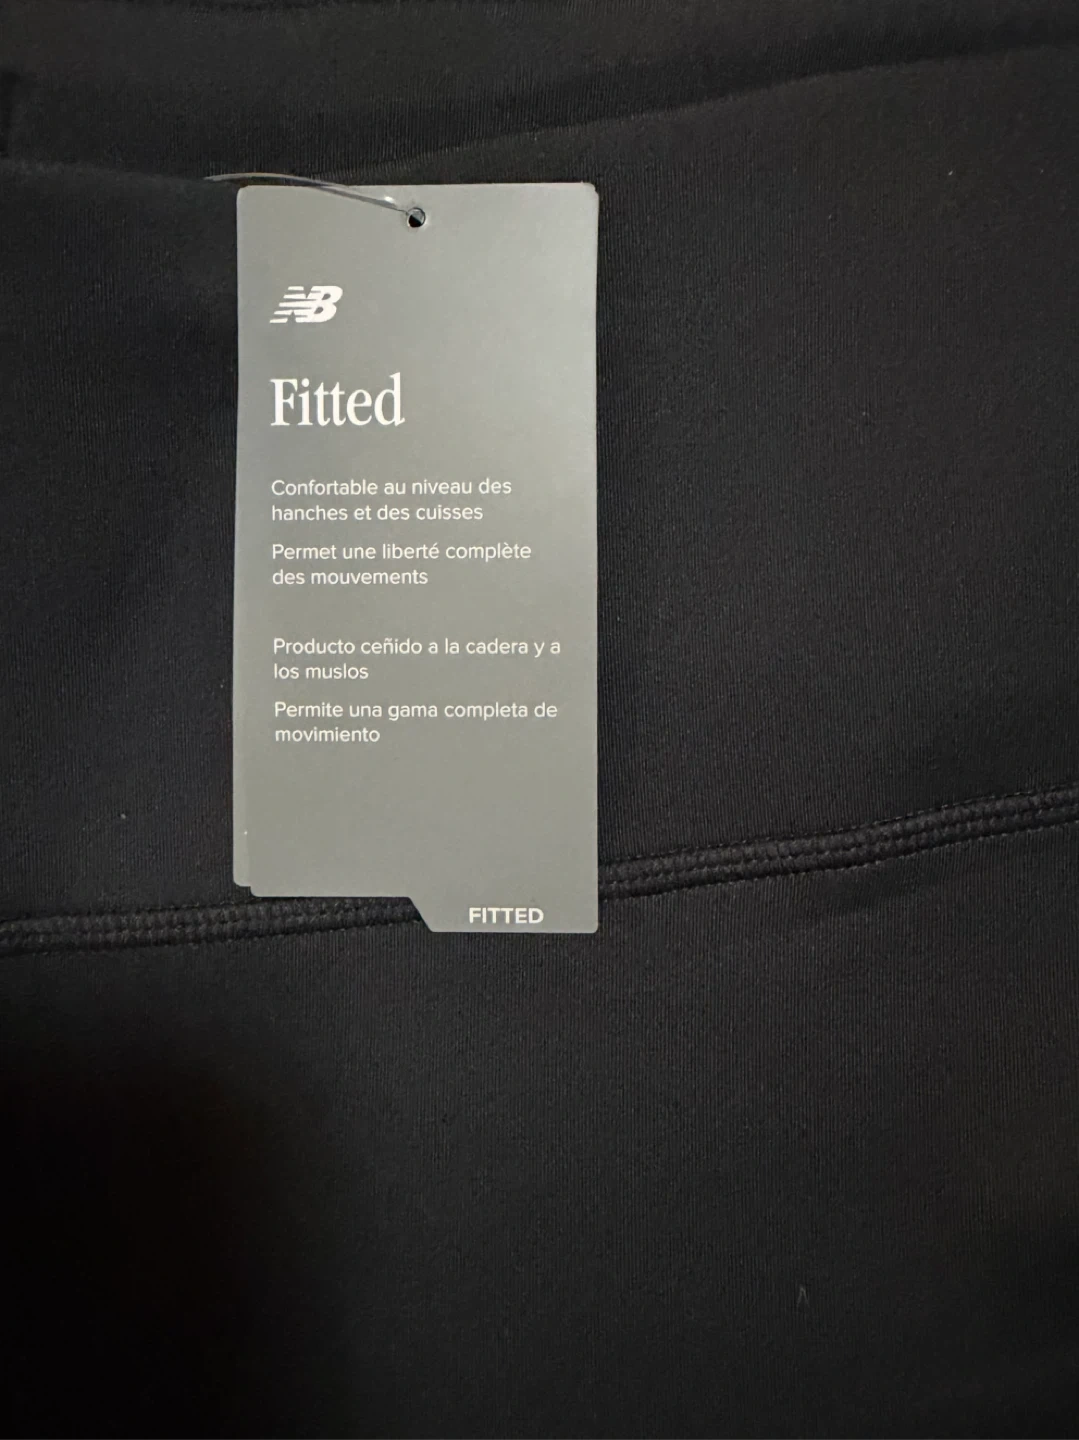 NB
Fitted
Confortable au niveau des
hanches et des cuisses
Permet une liberté complète
des mouvements
Producto ceñido a la cadera y a
los muslos
Permite una gama completa de
movimiento
FITTED